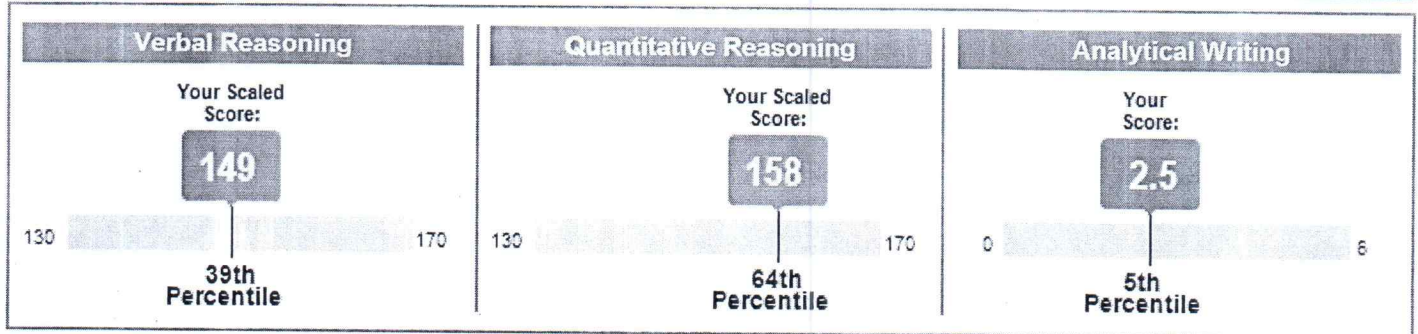 Verbal Reasoning
Your Scaled
Score:
149
130
170
39th
Percentile
Quantitative Reasoning
Your Scaled
Score:
158
130
170
64th
Percentile
Analytical Writing
Your
Score:
2.5
0
6
5th
Percentile